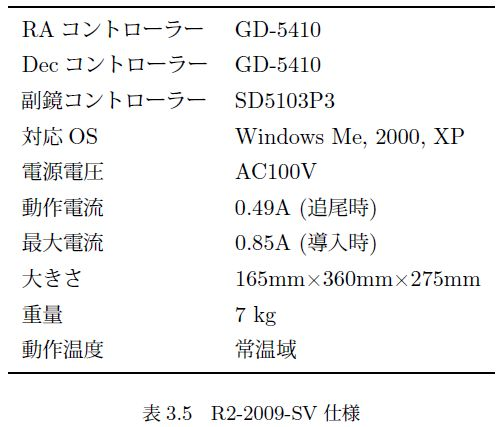 RA コントローラー GD-5410
Dec コントローラー GD-5410
副鏡コントローラー SD5103P3
対応 OS Windows Me, 2000, XP
電源電圧 AC100V
動作電流 0.49A (追尾時)
最大電流 0.85A (導入時)
大きさ 165mm×360mm×275mm
重量 7 kg
動作温度 常温域
表 3.5 R2-2009-SV 仕様